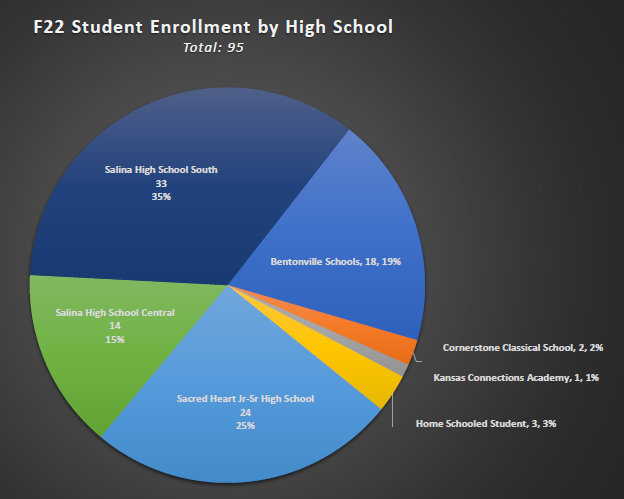 F22 Student Enrollment by High School
Total: 95
Salina High School South
33
35%
Bentonville Schools, 18, 19%
Salina High School Central
14
15%
Cornerstone Classical School, 2, 2%
Kansas Connections Academy, 1, 1%
Sacred Heart Jr-Sr High School
24
25%
Home Schooled Student, 3, 3%